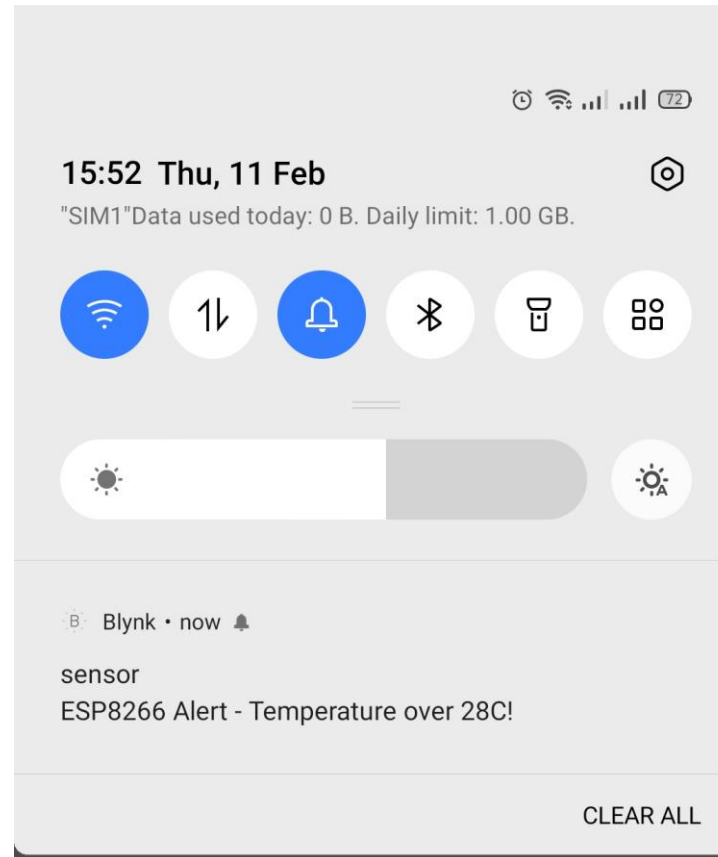 72
15:52 Thu, 11 Feb
"SIM1"Data used today: 0 B. Daily limit: 1.00 GB.
A
B Blynk • now
sensor
ESP8266 Alert - Temperature over 28C!
CLEAR ALL